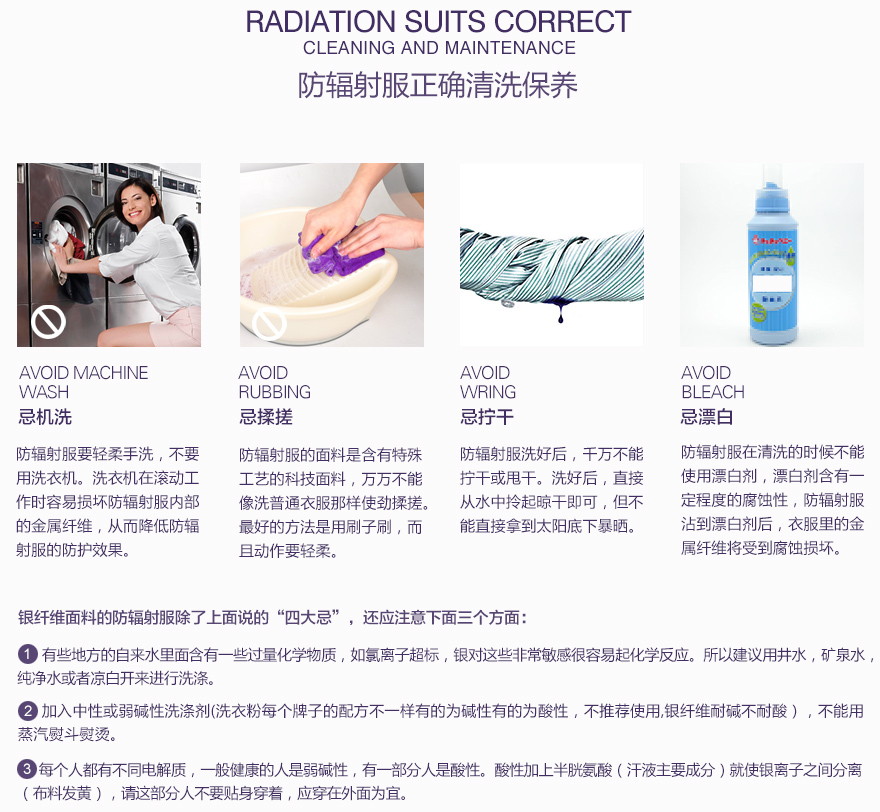 RADIATION SUITS CORRECT
CLEANING AND MAINTENANCE
防辐射服正确清洗保养
AVOID MACHINE
WASH
忌机洗
防辐射服要轻柔手洗，不要
用洗衣机。洗衣机在滚动工
作时容易损坏防辐射服内部
的金属纤维，从而降低防辐
射服的防护效果。
AVOID
RUBBING
忌揉搓
防辐射服的面料是含有特殊
工艺的科技面料，万万不能
像洗普通衣服那样使劲揉搓。
最好的方法是用刷子刷，而
且动作要轻柔。
AVOID
WRING
忌拧干
防辐射服洗好后，千万不能
拧干或甩干。洗好后，直接
从水中拎起晾干即可，但不
能直接拿到太阳底下暴晒。
AVOID
BLEACH
忌漂白
防辐射服在清洗的时候不能
使用漂白剂，漂白剂含有一
定程度的腐蚀性，防辐射服
沾到漂白剂后，衣服里的金
属纤维将受到腐蚀损坏。
银纤维面料的防辐射服除了上面说的“四大忌”，还应注意下面三个方面：
1 有些地方的自来水里面含有一些过量化学物质，如氯离子超标，银对这些非常敏感很容易起化学反应。所以建议用井水，矿泉水，
纯净水或者凉白开来进行洗涤。
2 加入中性或弱碱性洗涤剂(洗衣粉每个牌子的配方不一样有的为碱性有的为酸性，不推荐使用,银纤维耐碱不耐酸），不能用
蒸汽熨斗熨烫。
3 每个人都有不同电解质，一般健康的人是弱碱性，有一部分人是酸性。酸性加上半胱氨酸（汗液主要成分）就使银离子之间分离
（布料发黄），请这部分人不要贴身穿着，应穿在外面为宜。